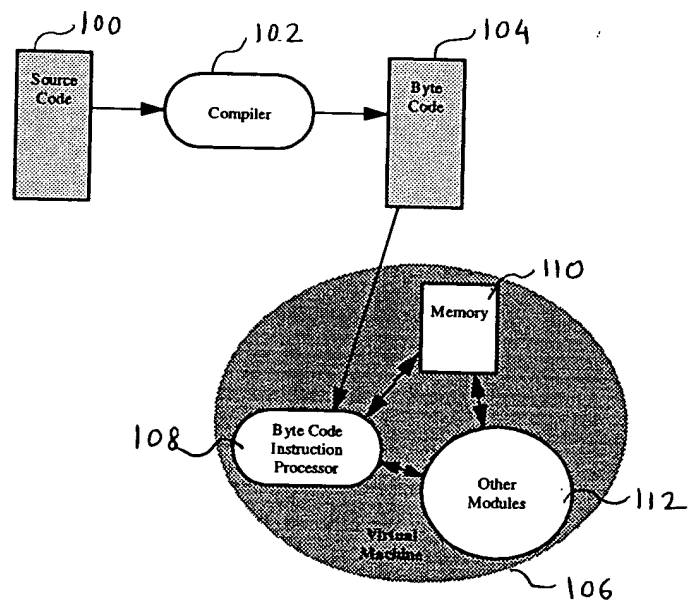 100
102
104
Source
Code
Compiler
Byte
Code
110
Memory
108
Byte Code
Instruction
Processor
Other
Modules
112
Virtual
Machine
106